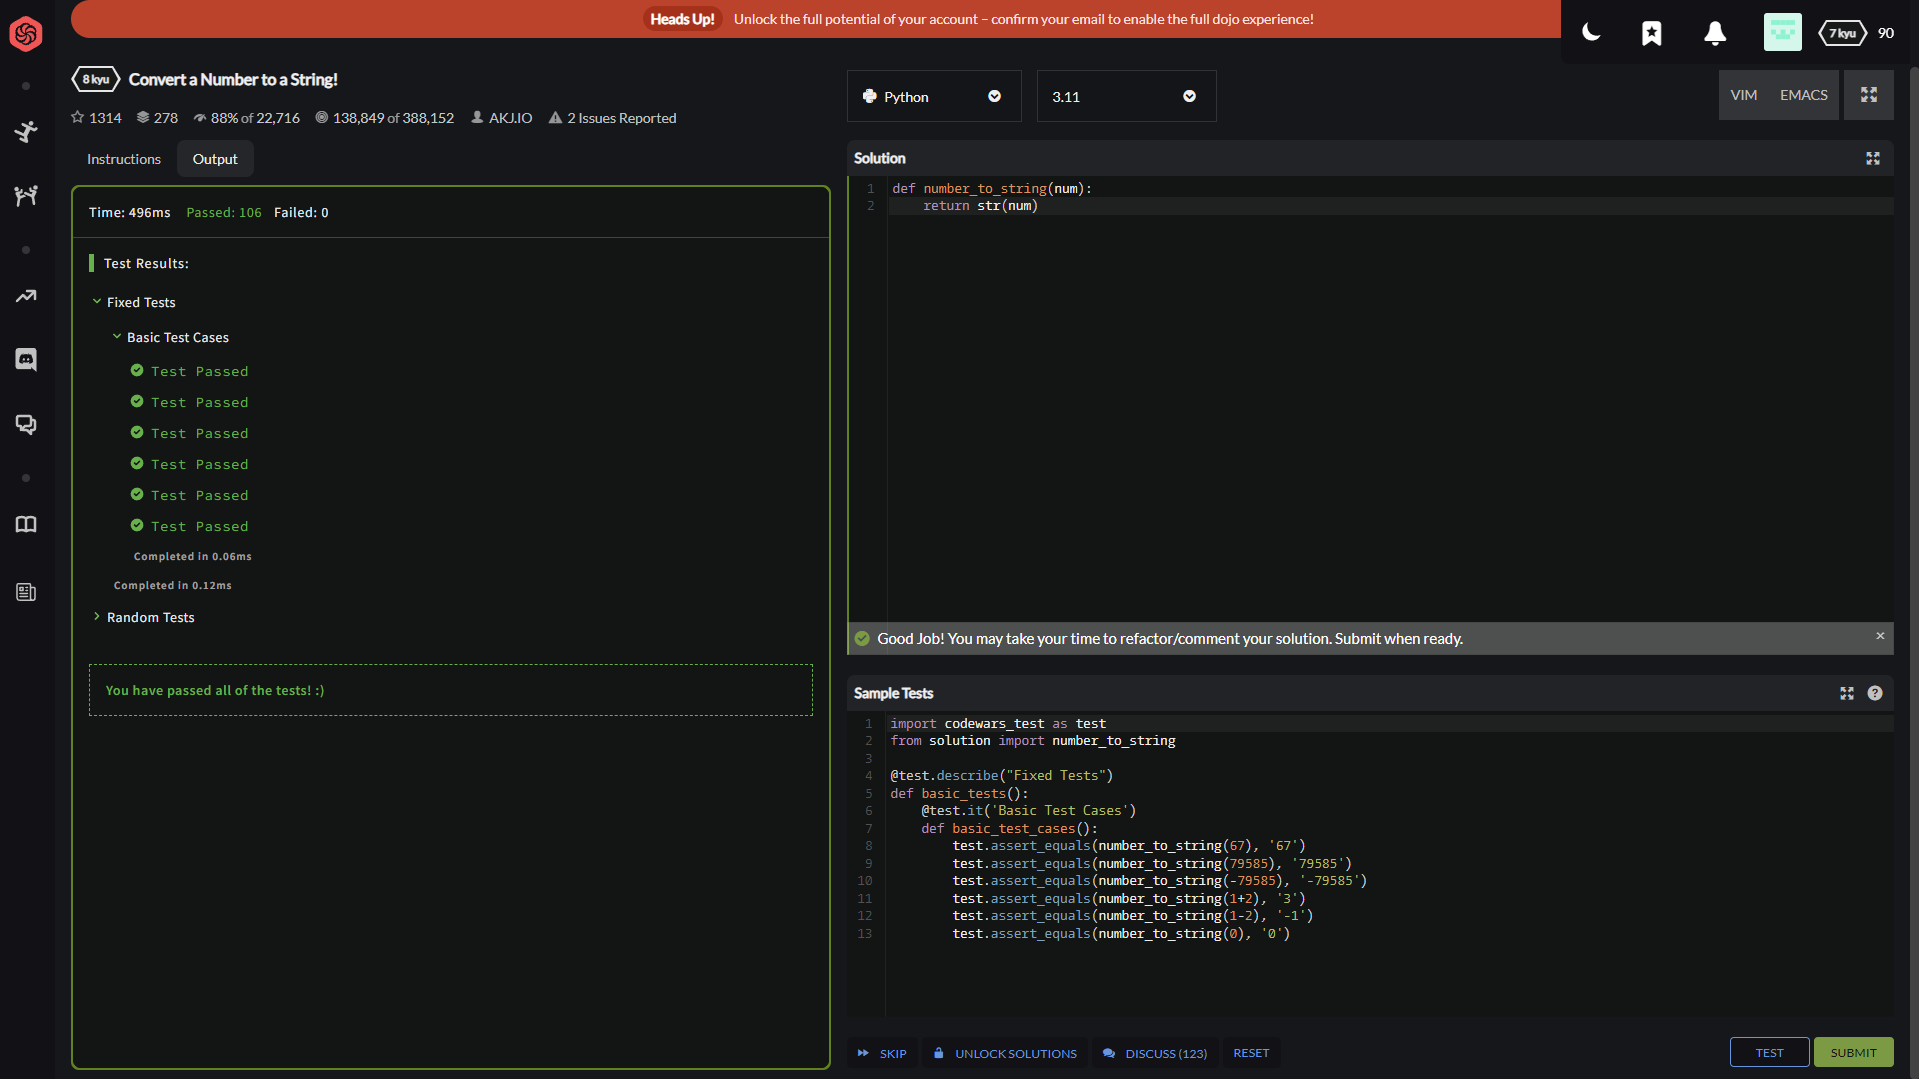 Heads Up! Unlock the full potential of your account – confirm your email to enable the full dojo experience!
7 kyu 90
8 kyu Convert a Number to a String!
1314 278 88% of 22,716 138,849 of 388,152 AKJ.IO 2 Issues Reported
Instructions Output
Time: 496ms Passed: 106 Failed: 0
Test Results:
Fixed Tests
Basic Test Cases
Test Passed
Test Passed
Test Passed
Test Passed
Test Passed
Test Passed
Completed in 0.06ms
Completed in 0.12ms
Random Tests
You have passed all of the tests! :)
Python 3.11
VIM EMACS
Solution
1 def number_to_string(num):
2     return str(num)
Good Job! You may take your time to refactor/comment your solution. Submit when ready. ×
Sample Tests
1 import codewars_test as test
2 from solution import number_to_string
3
4 @test.describe("Fixed Tests")
5 def basic_tests():
6     @test.it('Basic Test Cases')
7     def basic_test_cases():
8         test.assert_equals(number_to_string(67), '67')
9         test.assert_equals(number_to_string(79585), '79585')
10         test.assert_equals(number_to_string(-79585), '-79585')
11         test.assert_equals(number_to_string(1+2), '3')
12         test.assert_equals(number_to_string(1-2), '-1')
13         test.assert_equals(number_to_string(0), '0')
SKIP UNLOCK SOLUTIONS DISCUSS (123) RESET TEST SUBMIT